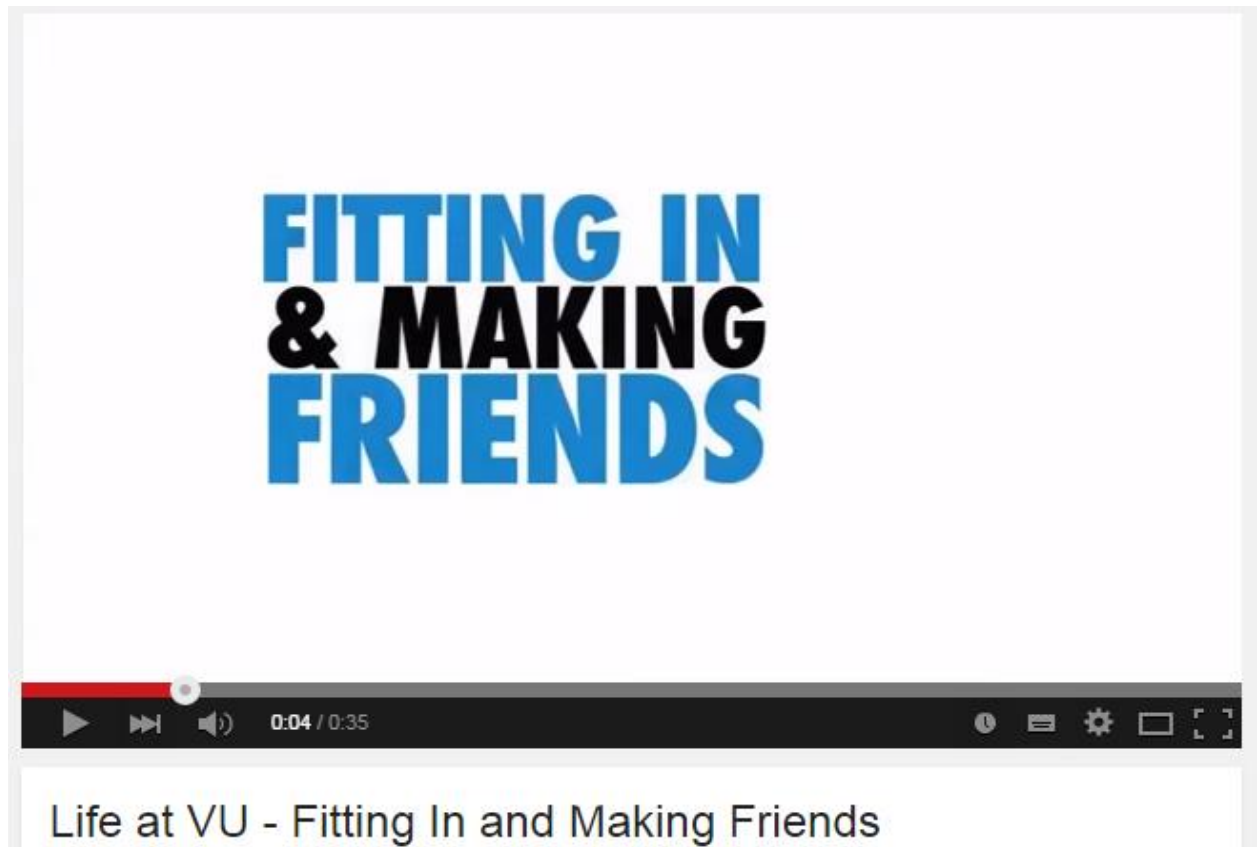 FITTING IN
& MAKING
FRIENDS
0:04 / 0:35
Life at VU - Fitting In and Making Friends